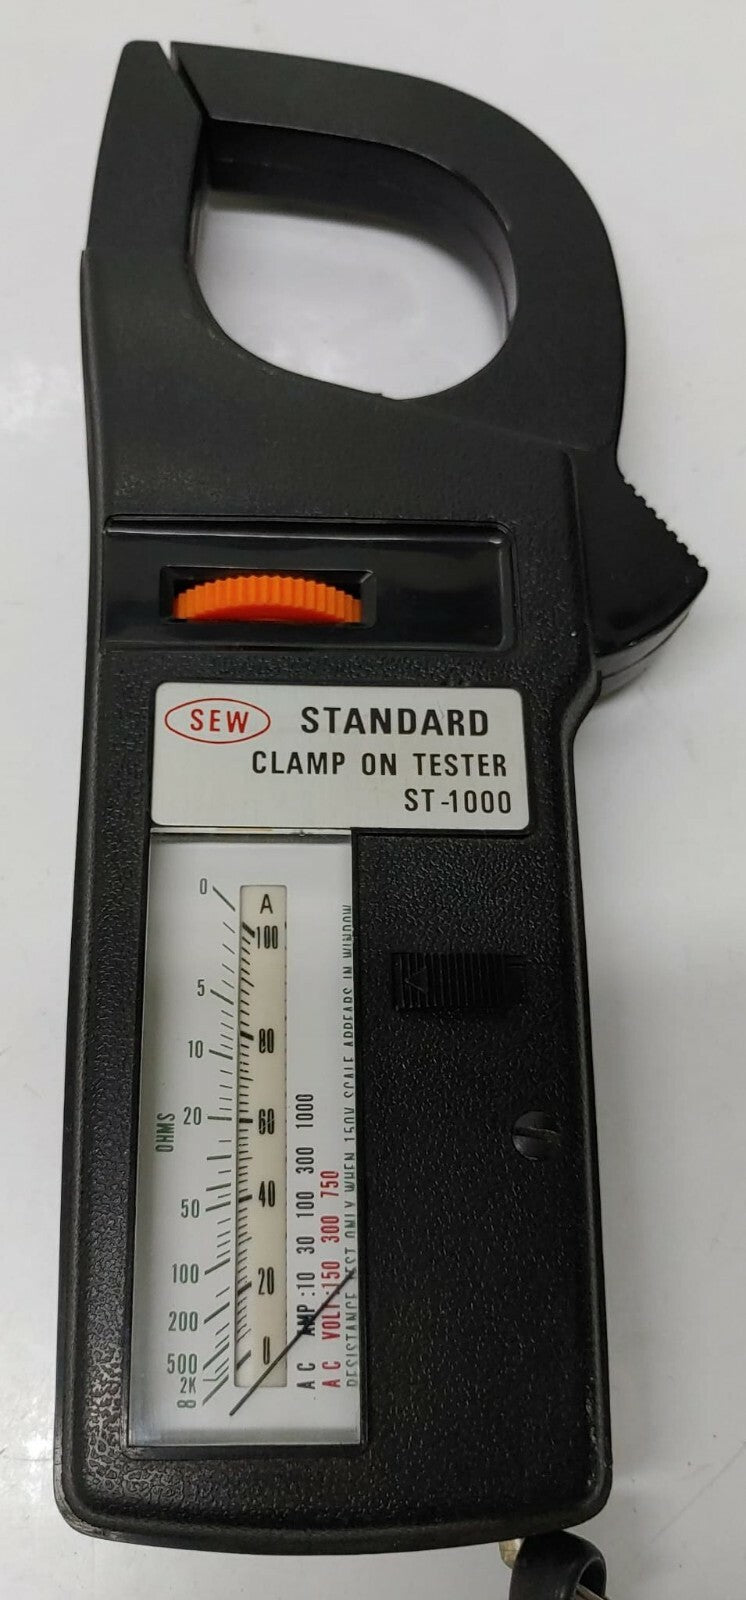 SEW STANDARD
CLAMP ON TESTER
ST-1000
A
0
5
10
20
50
100
200
500
2K
∞
OHMS
100
80
60
40
20
0
AC AMP: 10 30 100 300 1000
AC VOLT: 150 300 750
RESISTANCE TEST ONLY WHEN 150V SCALE APPEARS IN WINDOW